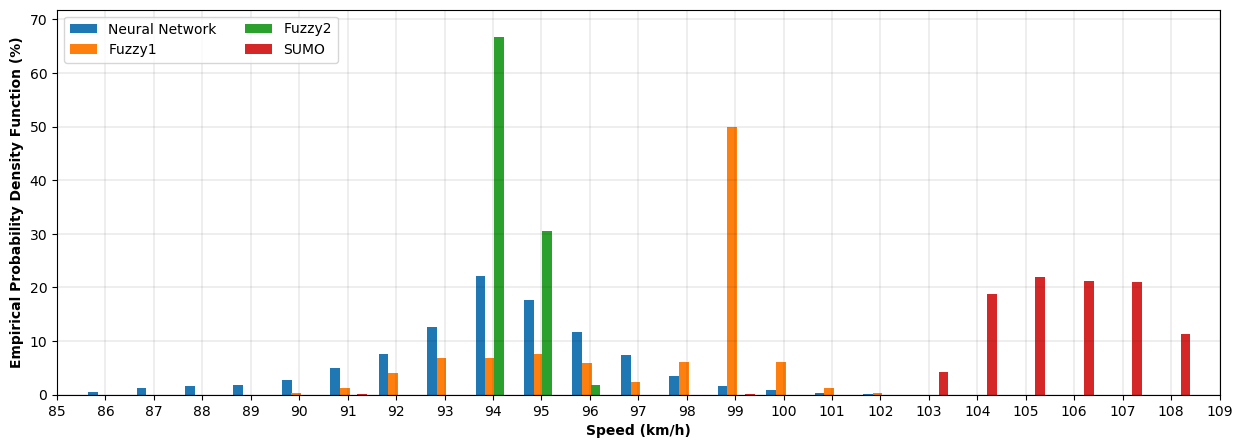 Empirical Probability Density Function (%)
70
60
50
40
30
20
10
0
Neural Network
Fuzzy1
Fuzzy2
SUMO
85 86 87 88 89 90 91 92 93 94 95 96 97 98 99 100 101 102 103 104 105 106 107 108 109
Speed (km/h)